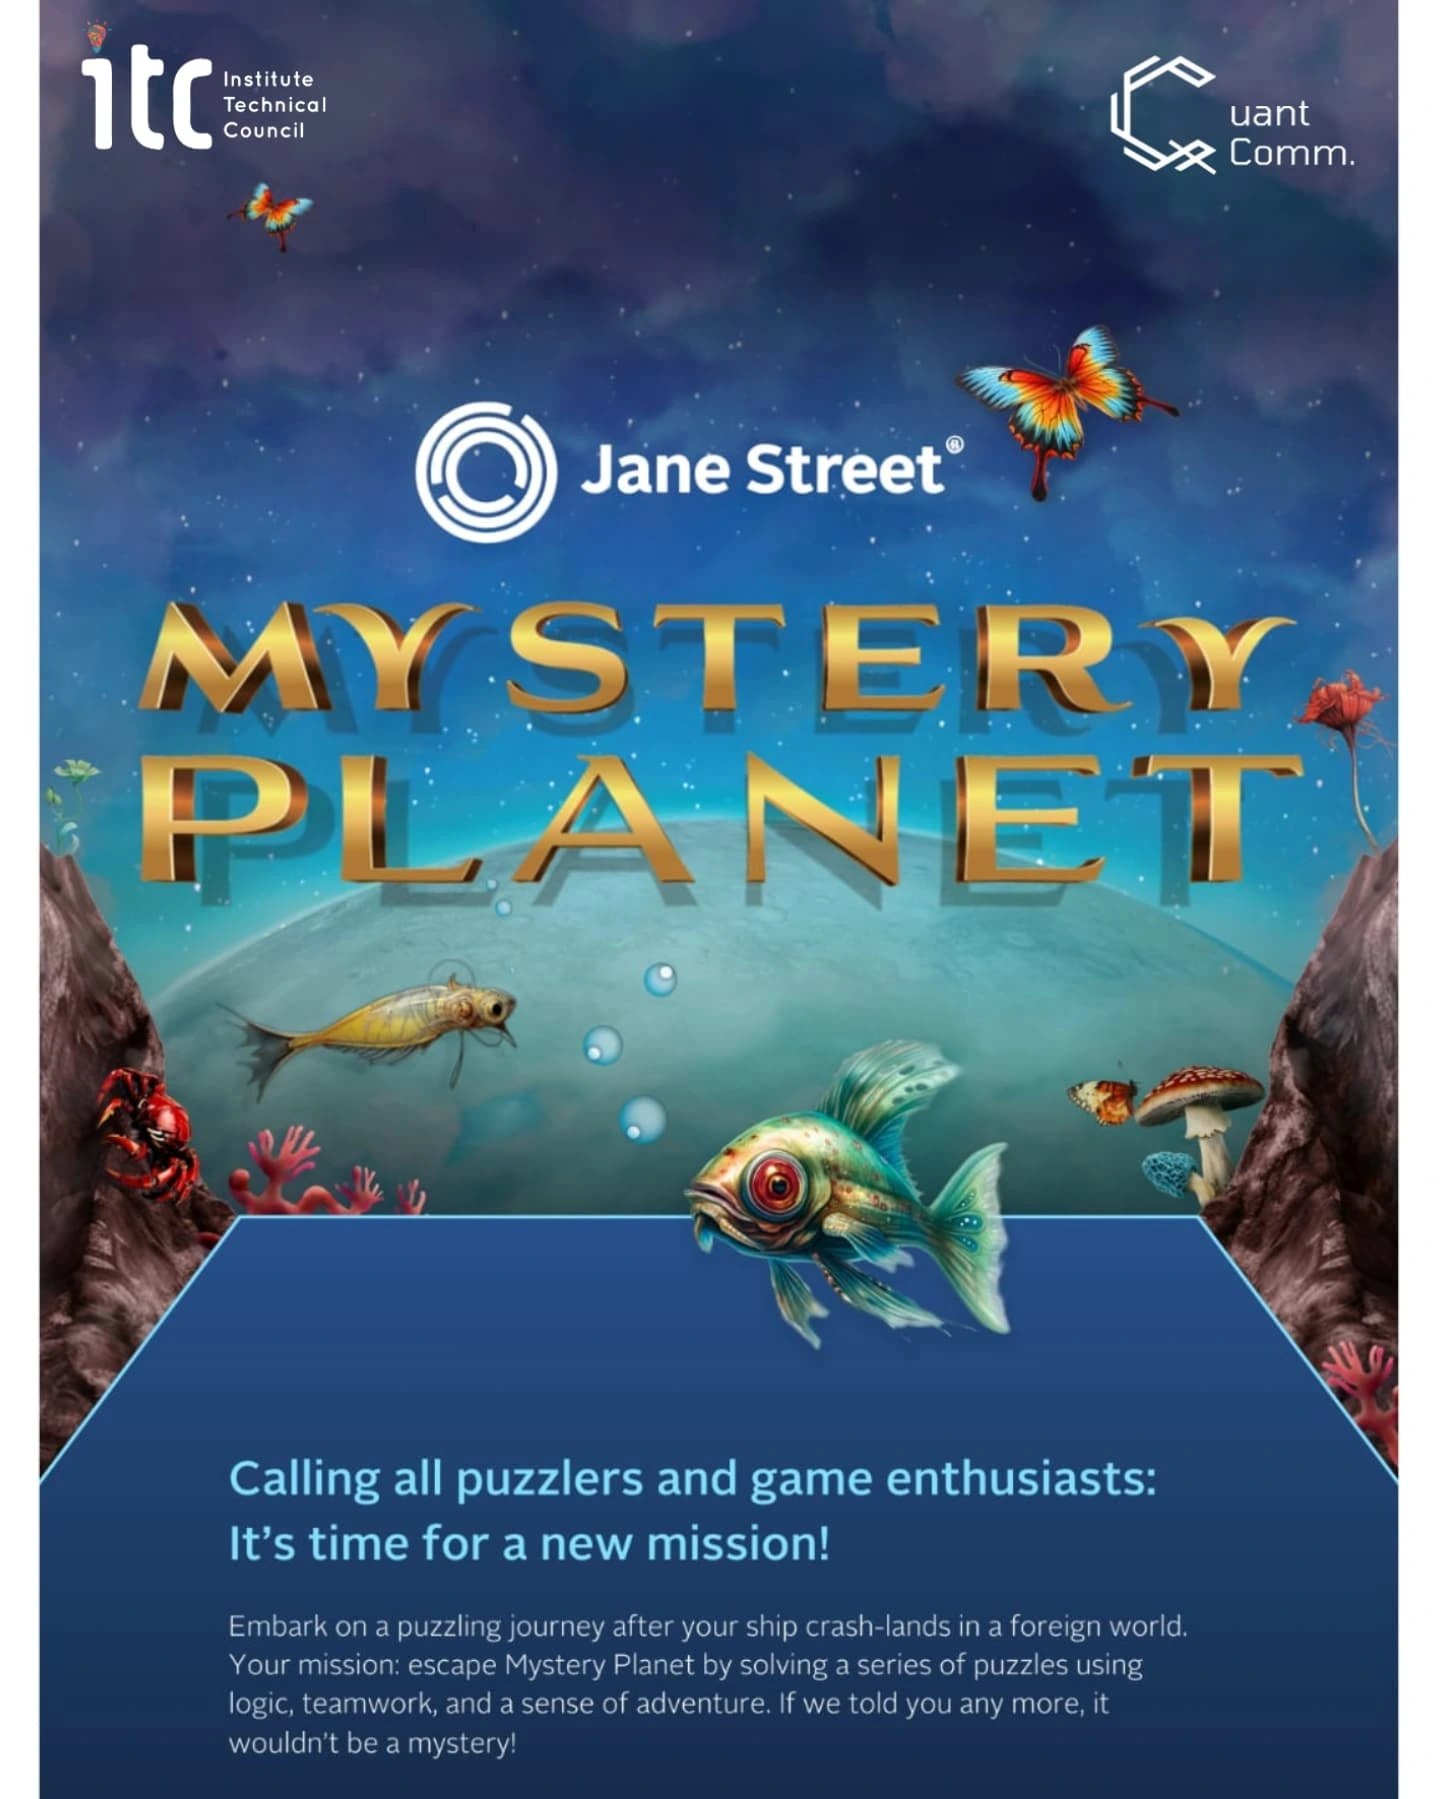 itc
Institute
Technical
Council
Quant
Comm.
Jane Street®
MYSTERY
PLANET
Calling all puzzlers and game enthusiasts:
It's time for a new mission!
Embark on a puzzling journey after your ship crash-lands in a foreign world.
Your mission: escape Mystery Planet by solving a series of puzzles using
logic, teamwork, and a sense of adventure. If we told you any more, it
wouldn't be a mystery!